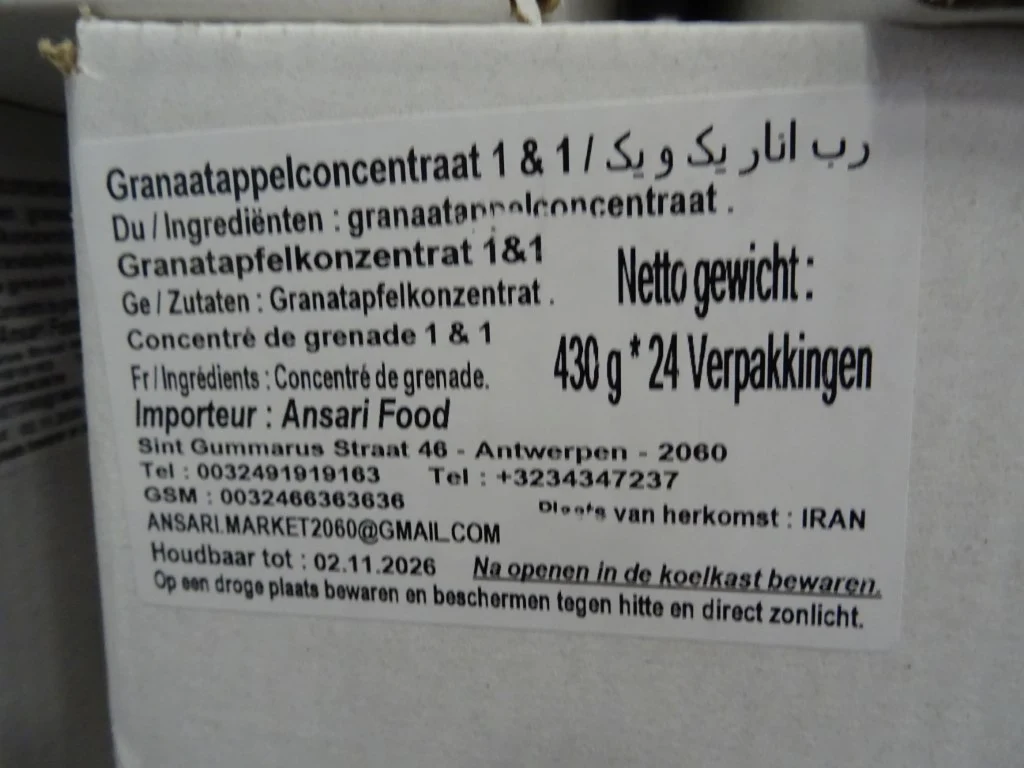 Granaatappelconcentraat 1 & 1 / رب انار یک و یک
Du / Ingrediënten : granaatappelconcentraat .
Granatapfelkonzentrat 1&1
Ge / Zutaten : Granatapfelkonzentrat .
Netto gewicht :
Concentré de grenade 1 & 1
Fr / Ingrédients : Concentré de grenade.
430 g * 24 Verpakkingen
Importeur : Ansari Food
Sint Gummarus Straat 46 - Antwerpen - 2060
Tel : 0032491919163 Tel : +3234347237
GSM : 0032466363636
Plaats van herkomst : IRAN
ANSARI.MARKET2060@GMAIL.COM
Houdbaar tot : 02.11.2026 Na openen in de koelkast bewaren.
Op een droge plaats bewaren en beschermen tegen hitte en direct zonlicht.